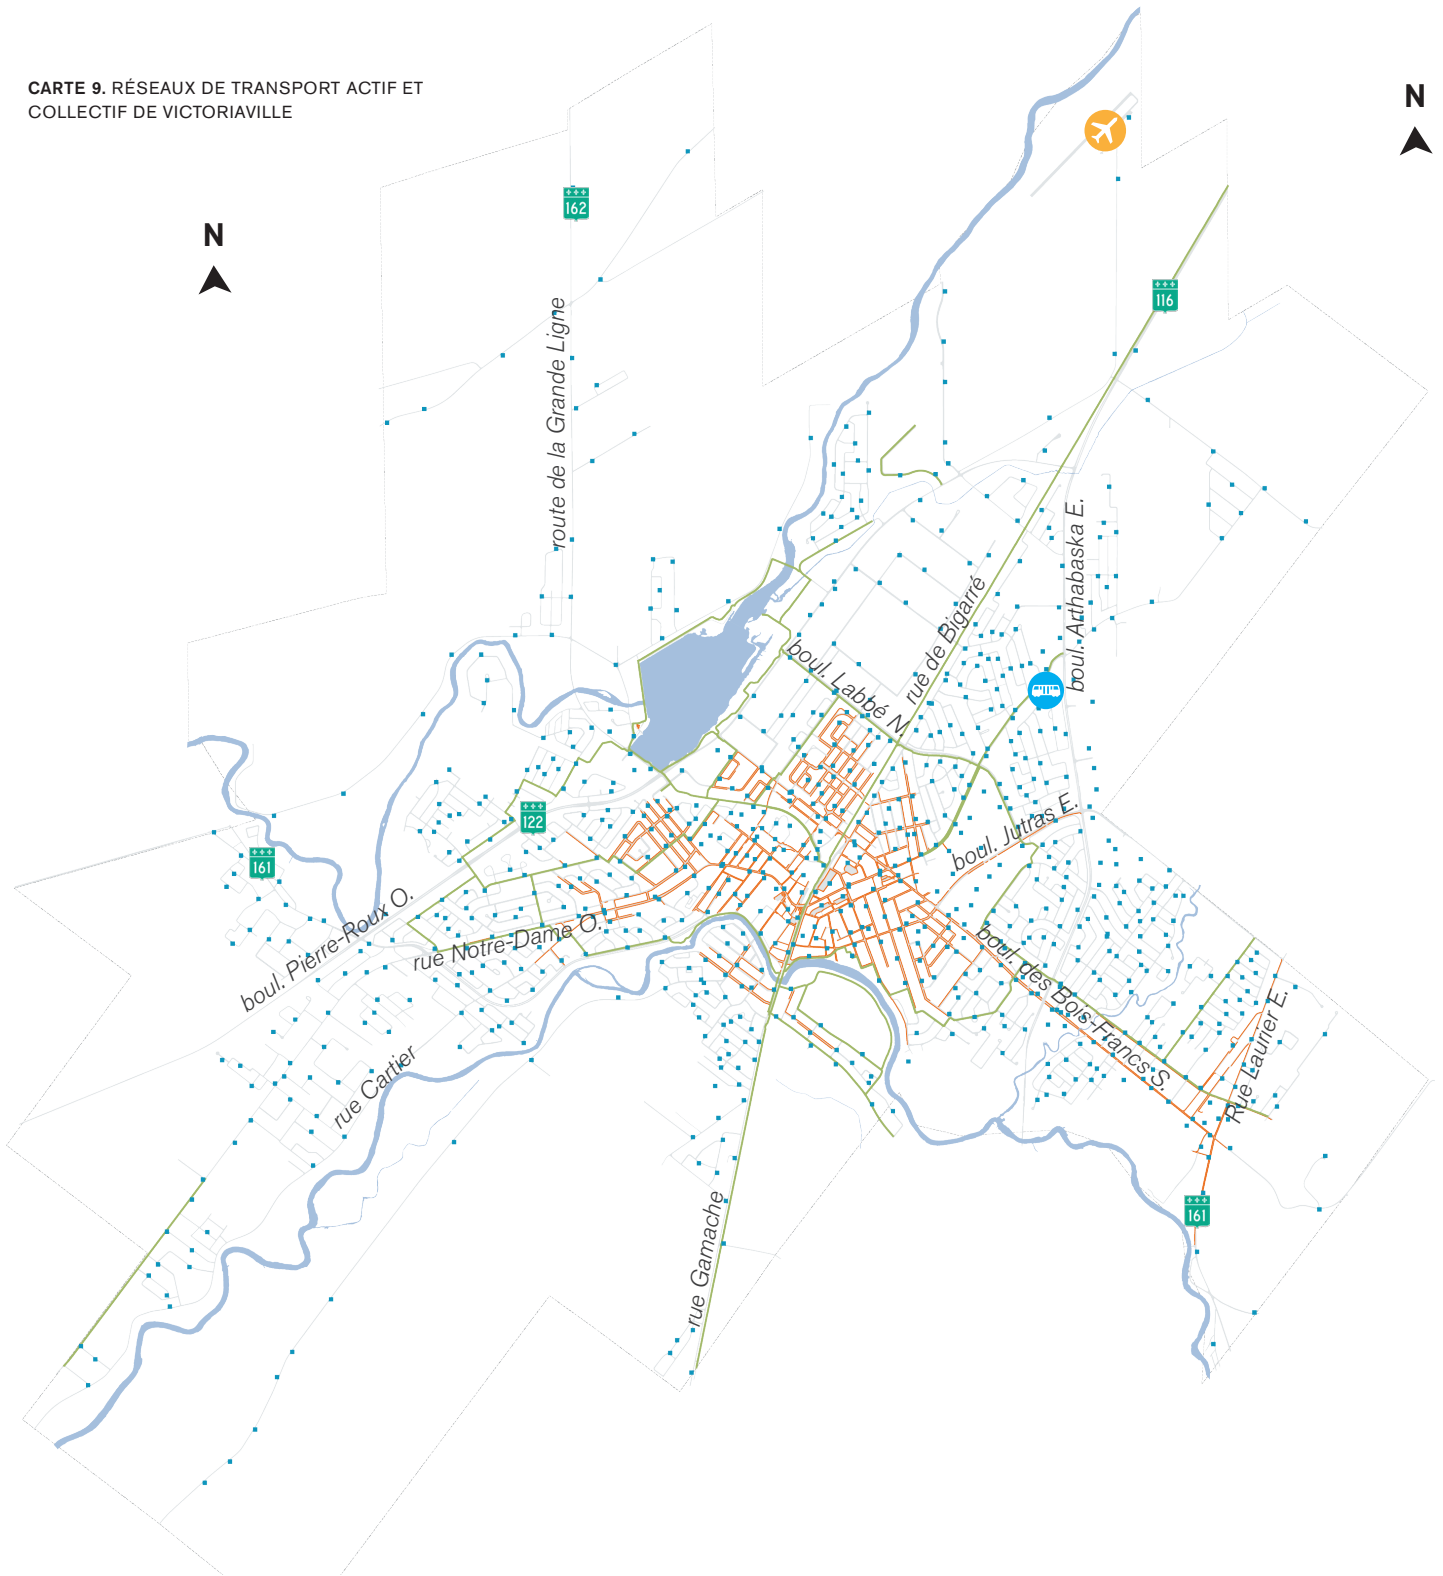 CARTE 9. RÉSEAUX DE TRANSPORT ACTIF ET
COLLECTIF DE VICTORIAVILLE
N
N
162
116
route de la Grande Ligne
boul. Arthabaska E.
rue de Bigarré
boul. Labbé N.
122
161
boul. Jutras E.
boul. Pierre-Roux O.
rue Notre-Dame O.
boul. des Bois-Francs S.
Rue Laurier E.
rue Cartier
161
rue Gamache